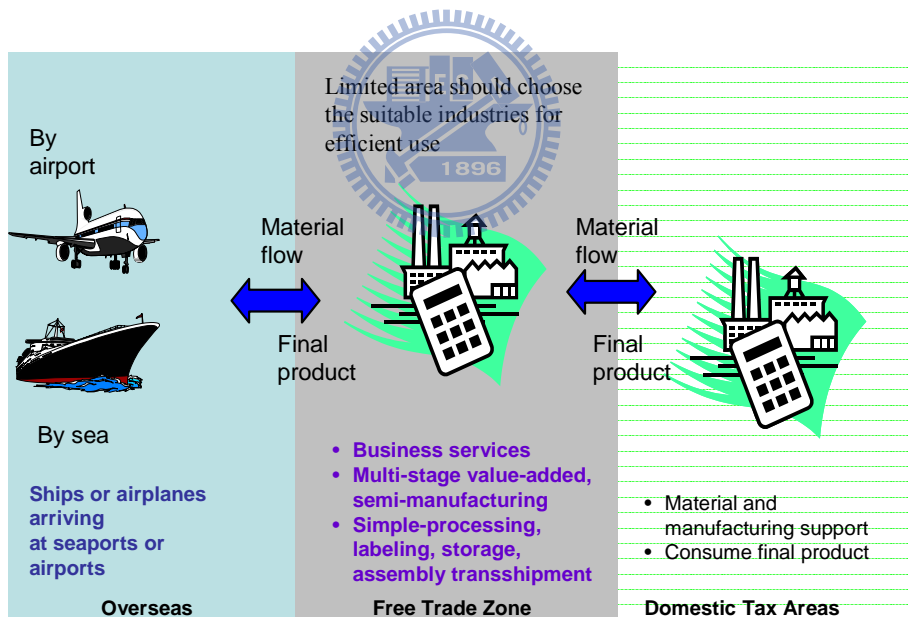 Limited area should choose
the suitable industries for
efficient use
1896
By
airport
Material
flow
Final
product
Material
flow
Final
product
By sea
Ships or airplanes
arriving
at seaports or
airports
• Business services
• Multi-stage value-added,
semi-manufacturing
• Simple-processing,
labeling, storage,
assembly transshipment
• Material and
manufacturing support
• Consume final product
Overseas
Free Trade Zone
Domestic Tax Areas